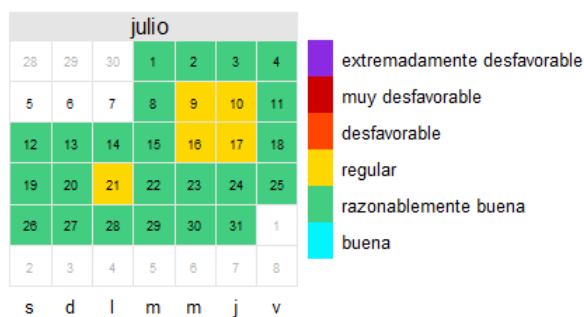 julio
28 29 30 1 2 3 4
5 6 7 8 9 10 11
12 13 14 15 16 17 18
19 20 21 22 23 24 25
26 27 28 29 30 31 1
2 3 4 5 6 7 8
s d l m m j v
extremadamente desfavorable
muy desfavorable
desfavorable
regular
razonablemente buena
buena